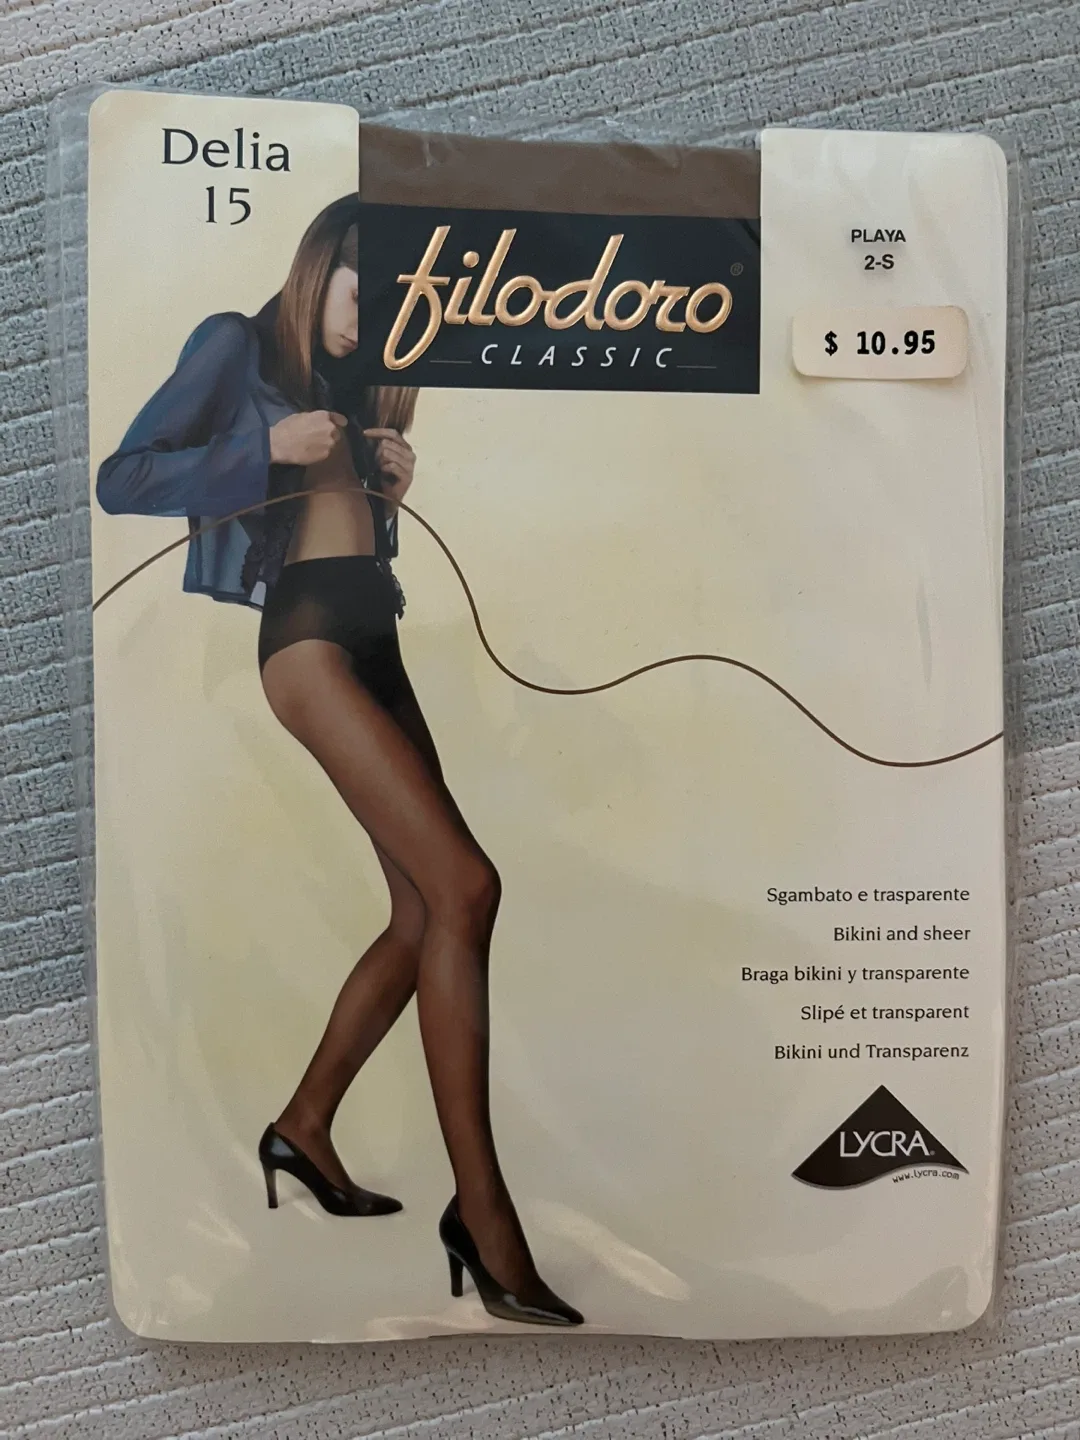 Delia
15
filodoro®
CLASSIC
PLAYA
2-S
$ 10.95
Sgambato e trasparente
Bikini and sheer
Braga bikini y transparente
Slipé et transparent
Bikini und Transparenz
LYCRA®
www.lycra.com